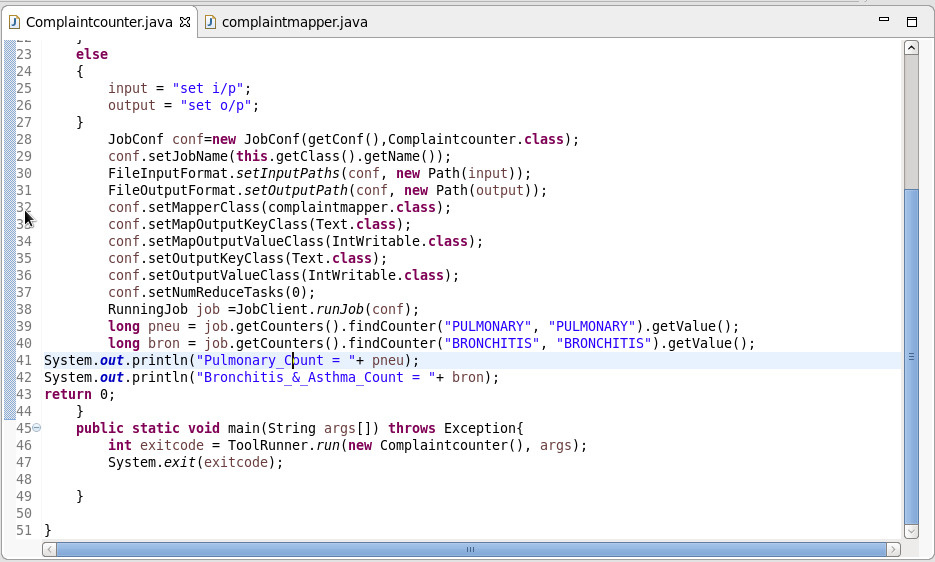 Complaintcounter.java
complaintmapper.java
23 else
24 {
25 input = "set i/p";
26 output = "set o/p";
27 }
28 JobConf conf=new JobConf(getConf(),Complaintcounter.class);
29 conf.setJobName(this.getClass().getName());
30 FileInputFormat.setInputPaths(conf, new Path(input));
31 FileOutputFormat.setOutputPath(conf, new Path(output));
32 conf.setMapperClass(complaintmapper.class);
33 conf.setMapOutputKeyClass(Text.class);
34 conf.setMapOutputValueClass(IntWritable.class);
35 conf.setOutputKeyClass(Text.class);
36 conf.setOutputValueClass(IntWritable.class);
37 conf.setNumReduceTasks(0);
38 RunningJob job =JobClient.runJob(conf);
39 long pneu = job.getCounters().findCounter("PULMONARY", "PULMONARY").getValue();
40 long bron = job.getCounters().findCounter("BRONCHITIS", "BRONCHITIS").getValue();
41 System.out.println("Pulmonary_Count = "+ pneu);
42 System.out.println("Bronchitis_&_Asthma_Count = "+ bron);
43 return 0;
44 }
45 public static void main(String args[]) throws Exception{
46 int exitcode = ToolRunner.run(new Complaintcounter(), args);
47 System.exit(exitcode);
48
49 }
50
51 }